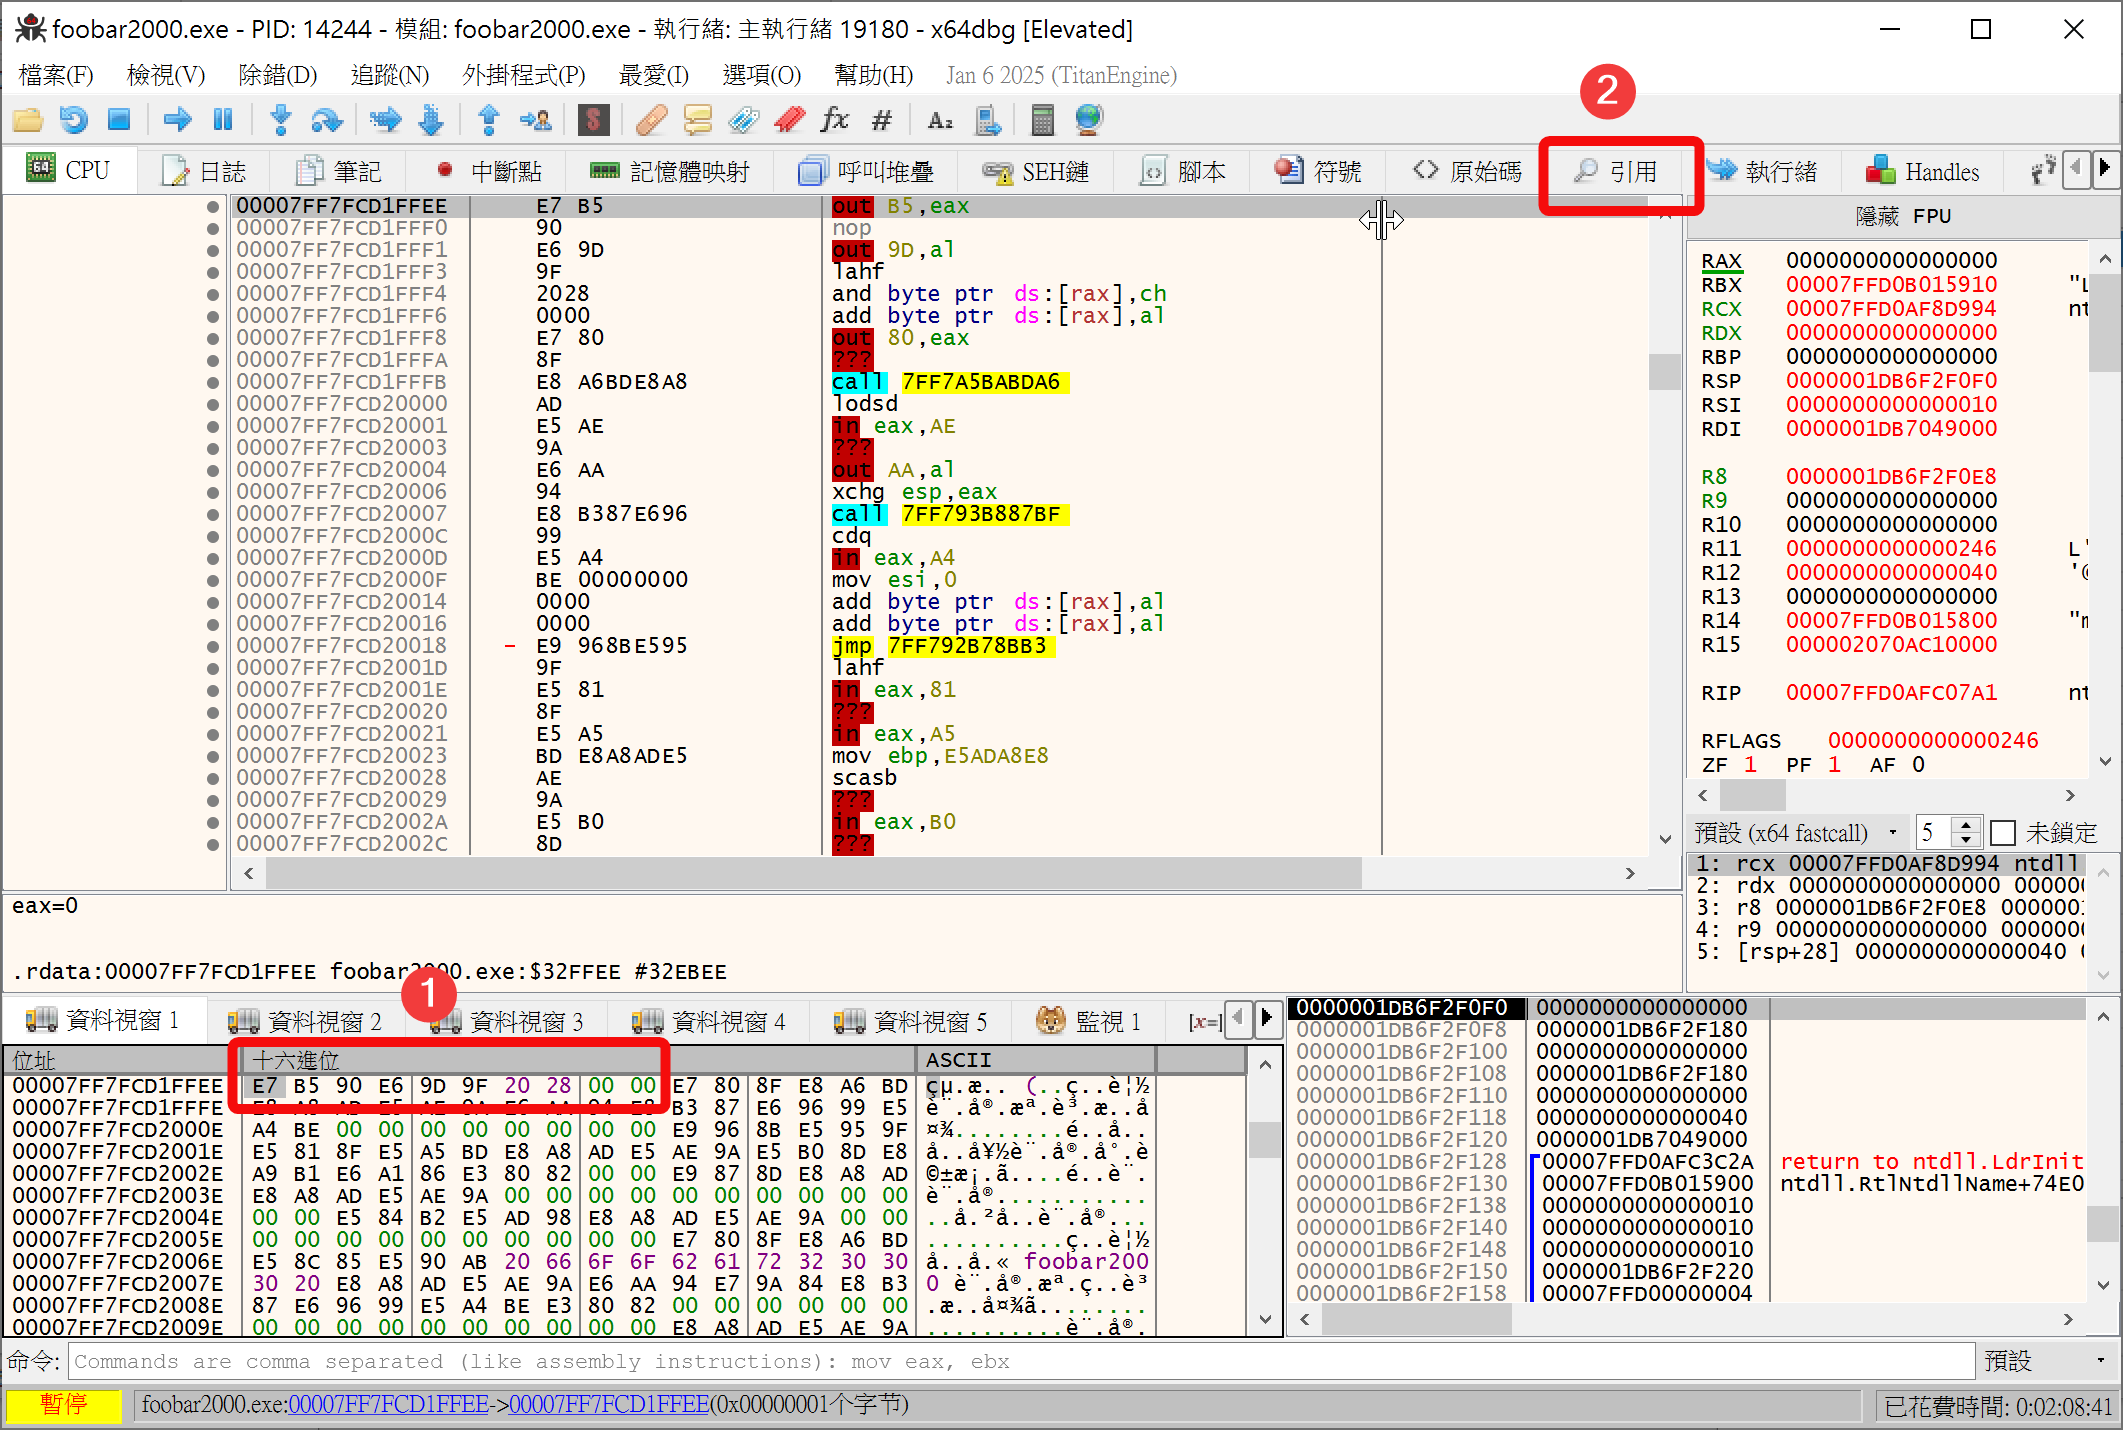 foobar2000.exe - PID: 14244 - 模組: foobar2000.exe - 執行緒: 主執行緒 19180 - x64dbg [Elevated]
檔案(F) 檢視(V) 除錯(D) 追蹤(N) 外掛程式(P) 最愛(I) 選項(O) 幫助(H) Jan 6 2025 (TitanEngine)
2
CPU 日誌 筆記 中斷點 記憶體映射 呼叫堆疊 SEH鏈 腳本 符號 原始碼 引用 執行緒 Handles
00007FF7FCD1FFEE E7 B5 out B5,eax
00007FF7FCD1FFF0 90 nop
00007FF7FCD1FFF1 E6 9D out 9D,al
00007FF7FCD1FFF3 9F lahf
00007FF7FCD1FFF4 2028 and byte ptr ds:[rax],ch
00007FF7FCD1FFF6 0000 add byte ptr ds:[rax],al
00007FF7FCD1FFF8 E7 80 out 80,eax
00007FF7FCD1FFFA 8F ???
00007FF7FCD1FFFB E8 A6BDE8A8 call 7FF7A5BABDA6
00007FF7FCD20000 AD lodsd
00007FF7FCD20001 E5 AE in eax,AE
00007FF7FCD20003 9A ???
00007FF7FCD20004 E6 AA out AA,al
00007FF7FCD20006 94 xchg esp,eax
00007FF7FCD20007 E8 B387E696 call 7FF793B887BF
00007FF7FCD2000C 99 cdq
00007FF7FCD2000D E5 A4 in eax,A4
00007FF7FCD2000F BE 00000000 mov esi,0
00007FF7FCD20014 0000 add byte ptr ds:[rax],al
00007FF7FCD20016 0000 add byte ptr ds:[rax],al
00007FF7FCD20018 - E9 968BE595 jmp 7FF792B78BB3
00007FF7FCD2001D 9F lahf
00007FF7FCD2001E E5 81 in eax,81
00007FF7FCD20020 8F ???
00007FF7FCD20021 E5 A5 in eax,A5
00007FF7FCD20023 BD E8A8ADE5 mov ebp,E5ADA8E8
00007FF7FCD20028 AE scasb
00007FF7FCD20029 9A ???
00007FF7FCD2002A E5 B0 in eax,B0
00007FF7FCD2002C 8D ???
隱藏 FPU
RAX 0000000000000000
RBX 00007FFD0B015910 "L
RCX 00007FFD0AF8D994 nt
RDX 0000000000000000
RBP 0000000000000000
RSP 0000001DB6F2F0F0
RSI 0000000000000010
RDI 0000001DB7049000
R8 0000001DB6F2F0E8
R9 0000000000000000
R10 0000000000000000
R11 0000000000000246 L'
R12 0000000000000040 '@
R13 0000000000000000
R14 00007FFD0B015800 "m
R15 000002070AC10000
RIP 00007FFD0AFC07A1 nt
RFLAGS 0000000000000246
ZF 1 PF 1 AF 0
預設 (x64 fastcall) 5 未鎖定
1: rcx 00007FFD0AF8D994 ntdll
2: rdx 0000000000000000 000000
3: r8 0000001DB6F2F0E8 000000
4: r9 0000000000000000 000000
5: [rsp+28] 0000000000000040
eax=0
.rdata:00007FF7FCD1FFEE foobar2000.exe:$32FFEE #32EBEE
1
資料視窗 1 資料視窗 2 資料視窗 3 資料視窗 4 資料視窗 5 監視 1 [x=]
位址 十六進位 ASCII
00007FF7FCD1FFEE E7 B5 90 E6 9D 9F 20 28 00 00 E7 80 8F E8 A6 BD çµ.æ.. (..ç..è¦½
00007FF7FCD1FFFE E8 A8 AD E5 AE 9A E6 AA 94 E8 B3 87 E6 96 99 E5 è¨.å®.æª.è³.æ..å
00007FF7FCD2000E A4 BE 00 00 00 00 00 00 00 00 E9 96 8B E5 95 9F ¤¾........é..å..
00007FF7FCD2001E E5 81 8F E5 A5 BD E8 A8 AD E5 AE 9A E5 B0 8D E8 å..å¥½è¨.å®.å°.è
00007FF7FCD2002E A9 B1 E6 A1 86 E3 80 82 00 00 E9 87 8D E8 A8 AD ©±æ¡.ã....é..è¨.
00007FF7FCD2003E E8 A8 AD E5 AE 9A 00 00 00 00 00 00 00 00 00 00 è¨.å®...........
00007FF7FCD2004E 00 00 E5 84 B2 E5 AD 98 E8 A8 AD E5 AE 9A 00 00 ..å.²å..è¨.å®...
00007FF7FCD2005E 00 00 00 00 00 00 00 00 00 00 E7 80 8F E8 A6 BD ..........ç..è¦½
00007FF7FCD2006E E5 8C 85 E5 90 AB 20 66 6F 6F 62 61 72 32 30 30 å..å.« foobar200
00007FF7FCD2007E 30 20 E8 A8 AD E5 AE 9A E6 AA 94 E7 9A 84 E8 B3 0 è¨.å®.æª.ç..è³
00007FF7FCD2008E 87 E6 96 99 E5 A4 BE E3 80 82 00 00 00 00 00 00 .æ..å¤¾ã........
00007FF7FCD2009E 00 00 00 00 00 00 00 00 00 00 E8 A8 AD E5 AE 9A ..........è¨.å®.
0000001DB6F2F0F0 0000000000000000
0000001DB6F2F0F8 0000001DB6F2F180
0000001DB6F2F100 0000000000000000
0000001DB6F2F108 0000001DB6F2F180
0000001DB6F2F110 0000000000000000
0000001DB6F2F118 0000000000000040
0000001DB6F2F120 0000001DB7049000
0000001DB6F2F128 00007FFD0AFC3C2A return to ntdll.LdrInit
0000001DB6F2F130 00007FFD0B015900 ntdll.RtlNtdllName+74E0
0000001DB6F2F138 0000000000000010
0000001DB6F2F140 0000000000000010
0000001DB6F2F148 0000000000000010
0000001DB6F2F150 0000001DB6F2F220
0000001DB6F2F158 00007FFD00000004
命令: Commands are comma separated (like assembly instructions): mov eax, ebx 預設
暫停 foobar2000.exe:00007FF7FCD1FFEE->00007FF7FCD1FFEE(0x00000001个字节) 已花費時間: 0:02:08:41